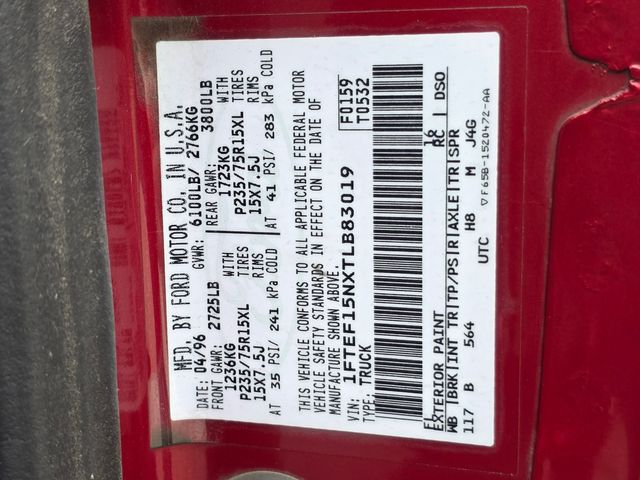 MFD. BY FORD MOTOR CO. IN U.S.A.
DATE: 04/96 GVWR: 6100LB/ 2766KG
FRONT GAWR: 2725LB REAR GAWR: 3800LB
1236KG WITH 1723KG WITH
P235/75R15XL TIRES P235/75R15XL TIRES
15X7.5J RIMS 15X7.5J RIMS
AT 35 PSI/ 241 kPa COLD AT 41 PSI/ 283 kPa COLD
THIS VEHICLE CONFORMS TO ALL APPLICABLE FEDERAL MOTOR
VEHICLE SAFETY STANDARDS IN EFFECT ON THE DATE OF
MANUFACTURE SHOWN ABOVE.
VIN: 1FTEF15NXTLB83019
TYPE: TRUCK
F0159
T0532
EXTERIOR PAINT
RC DSO
WB BRK INT TR TP/PS R AXLE TR SPR
117 B 564 H8 M J4G
UTC
▽F65B-1520472-AA